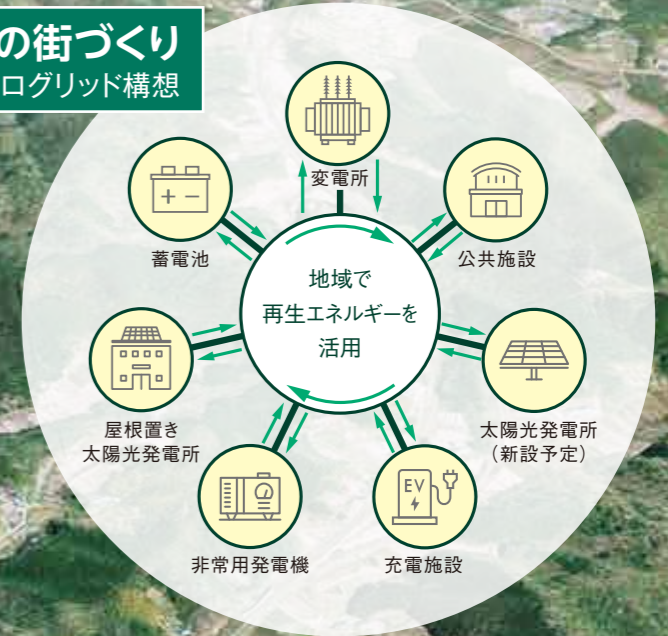 の街づくり
ログリッド構想
変電所
公共施設
太陽光発電所
(新設予定)
充電施設
EV
非常用発電機
屋根置き
太陽光発電所
蓄電池
+ −
地域で
再生エネルギーを
活用